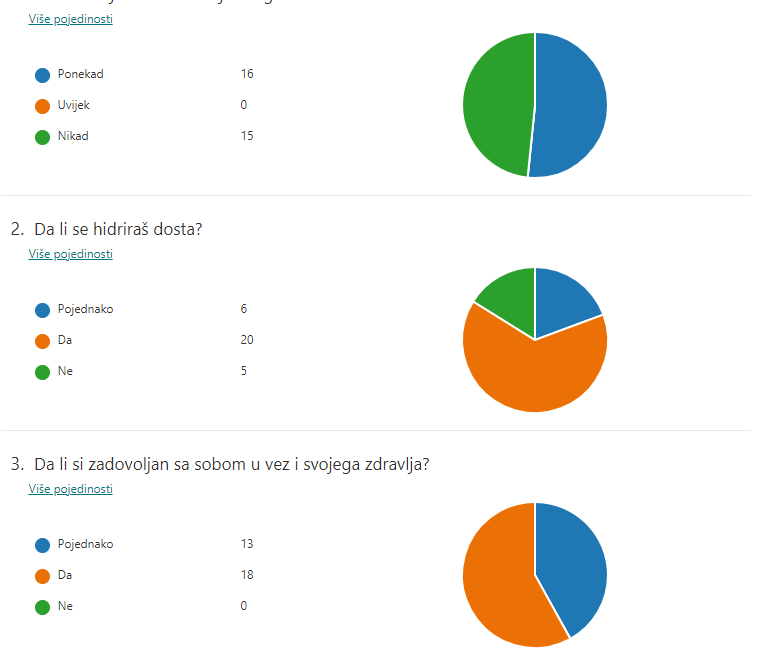 Više pojedinosti
Ponekad 16
Uvijek 0
Nikad 15
2. Da li se hidriraš dosta?
Više pojedinosti
Pojednako 6
Da 20
Ne 5
3. Da li si zadovoljan sa sobom u vez i svojega zdravlja?
Više pojedinosti
Pojednako 13
Da 18
Ne 0